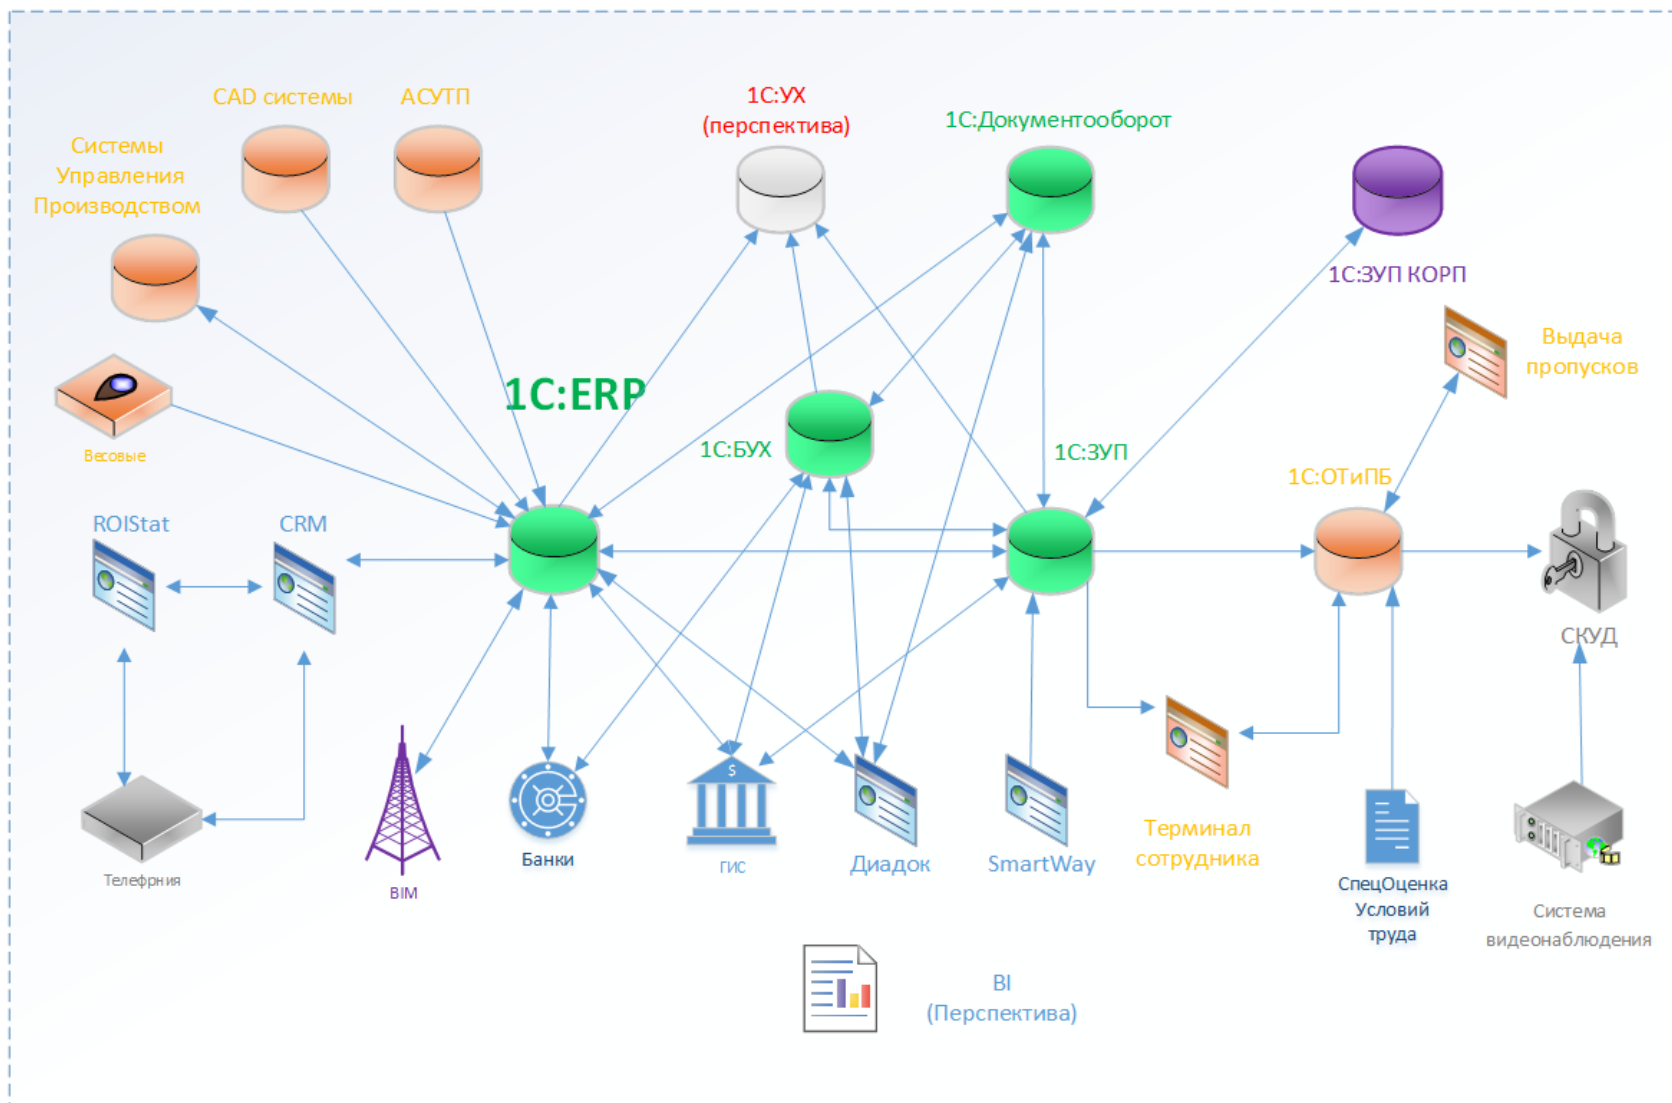 CAD системы
АСУТП
1С:УХ
(перспектива)
1С:Документооборот
Системы
Управления
Производством
1С:ЗУП КОРП
Выдача
пропусков
1С:ERP
Весовые
1С:БУХ
1С:ЗУП
1С:ОТиПБ
ROIStat
CRM
СКУД
$
Терминал
сотрудника
Телефрния
BIM
Банки
ГИС
Диадок
SmartWay
СпецОценка
Условий
труда
Система
видеонаблюдения
BI
(Перспектива)